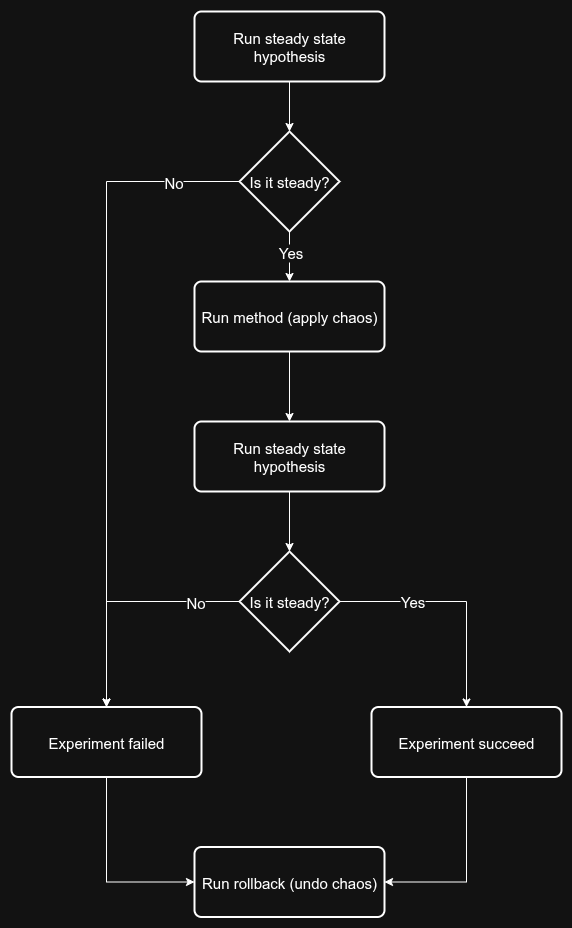 Run steady state
hypothesis
Is it steady?
No
Yes
Run method (apply chaos)
Run steady state
hypothesis
Is it steady?
No
Yes
Experiment failed
Experiment succeed
Run rollback (undo chaos)